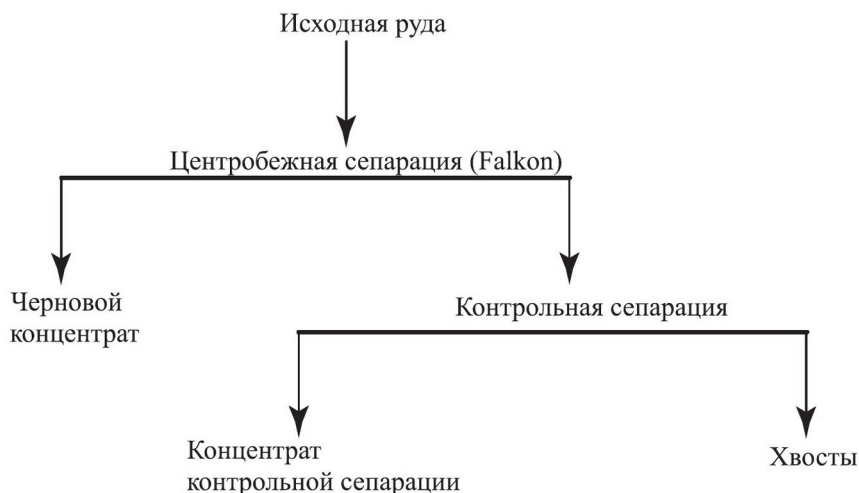 Исходная руда
Центробежная сепарация (Falkon)
Черновой
концентрат
Контрольная сепарация
Концентрат
контрольной сепарации
Хвосты